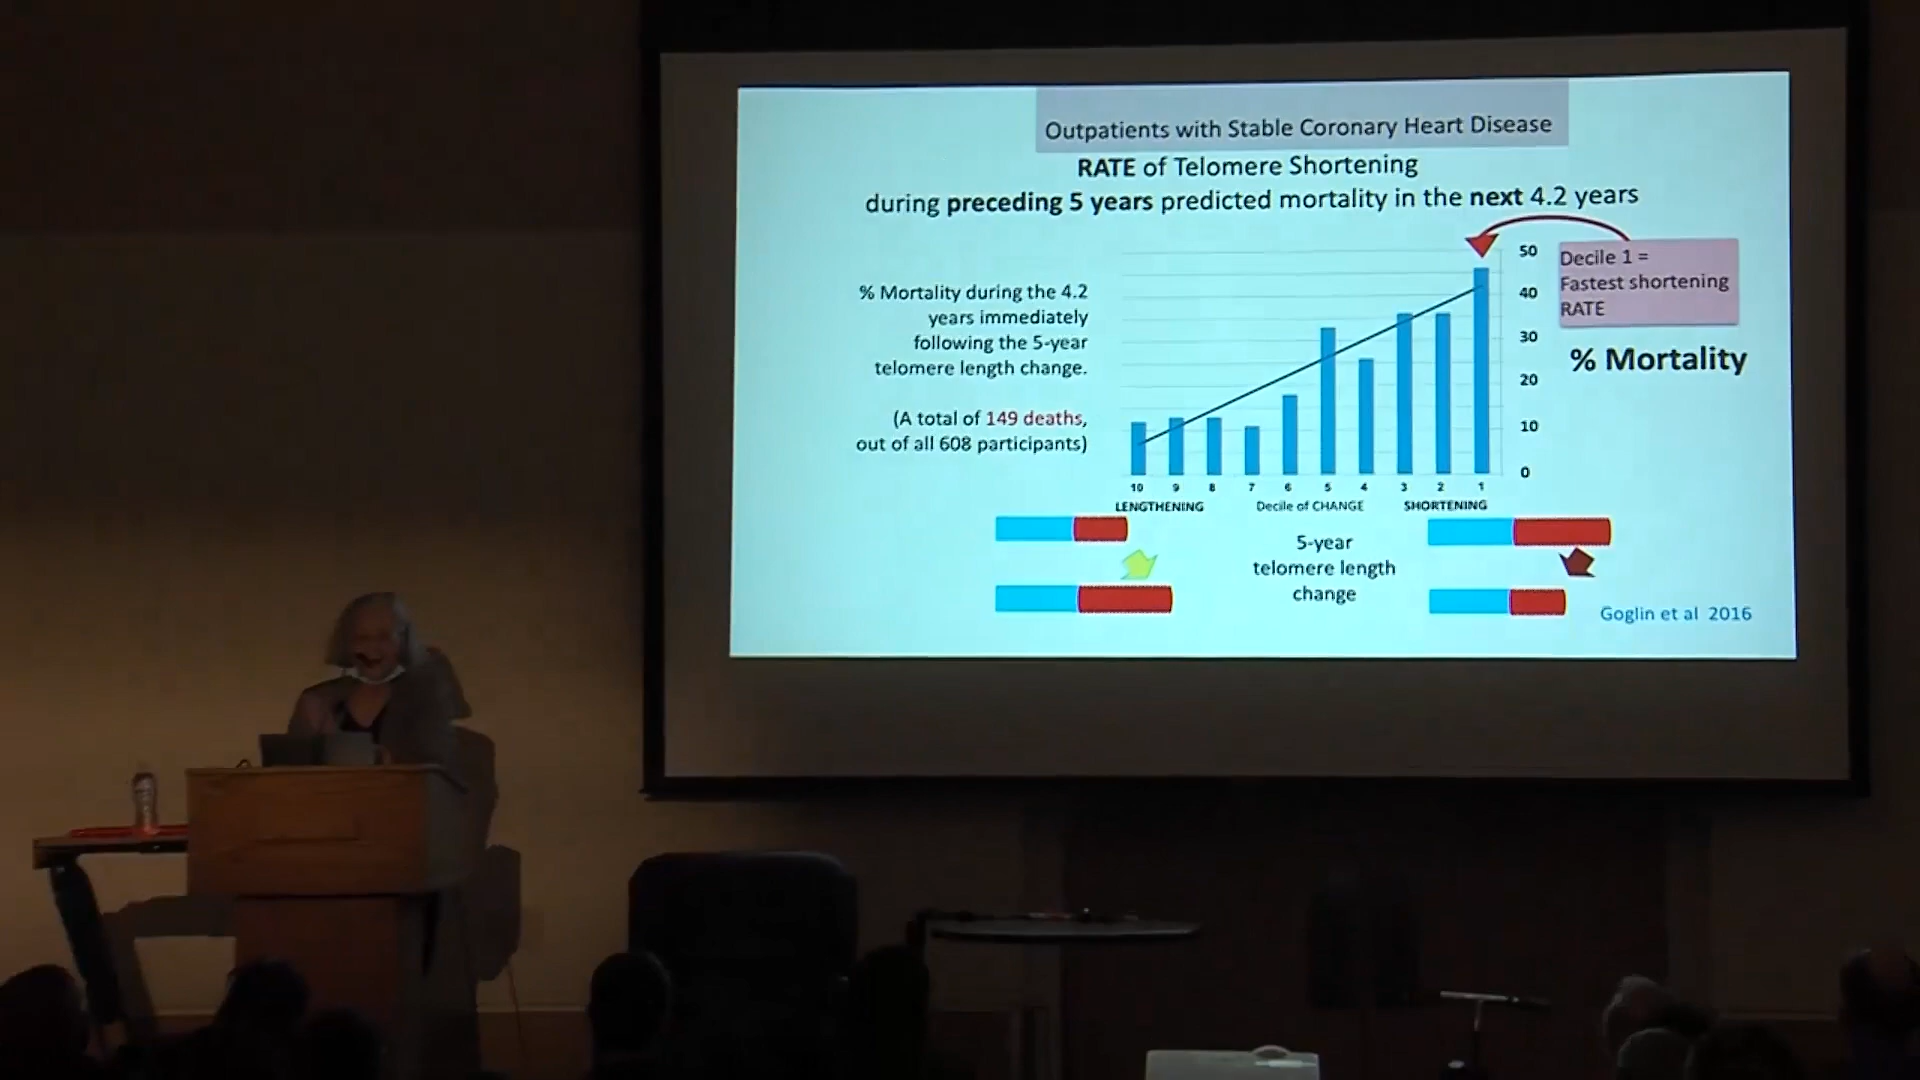 Outpatients with Stable Coronary Heart Disease
RATE of Telomere Shortening
during preceding 5 years predicted mortality in the next 4.2 years
% Mortality during the 4.2
years immediately
following the 5-year
telomere length change.
(A total of 149 deaths,
out of all 608 participants)
50
40
30
20
10
0
Decile 1 =
Fastest shortening
RATE
% Mortality
10 9 8 7 6 5 4 3 2 1
LENGTHENING Decile of CHANGE SHORTENING
5-year
telomere length
change
Goglin et al 2016